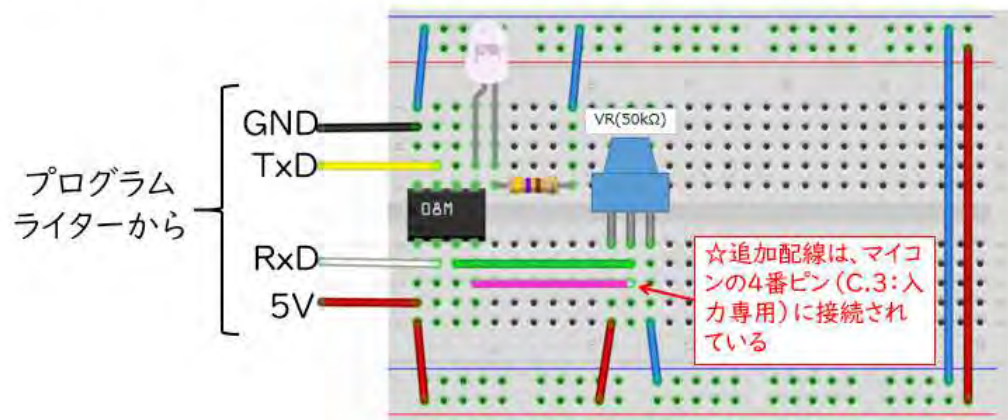 プログラム
ライターから
GND
TxD
RxD
5V
08M
VR(50kΩ)
☆追加配線は、マイコ
ンの4番ピン(C.3:入
力専用)に接続され
ている